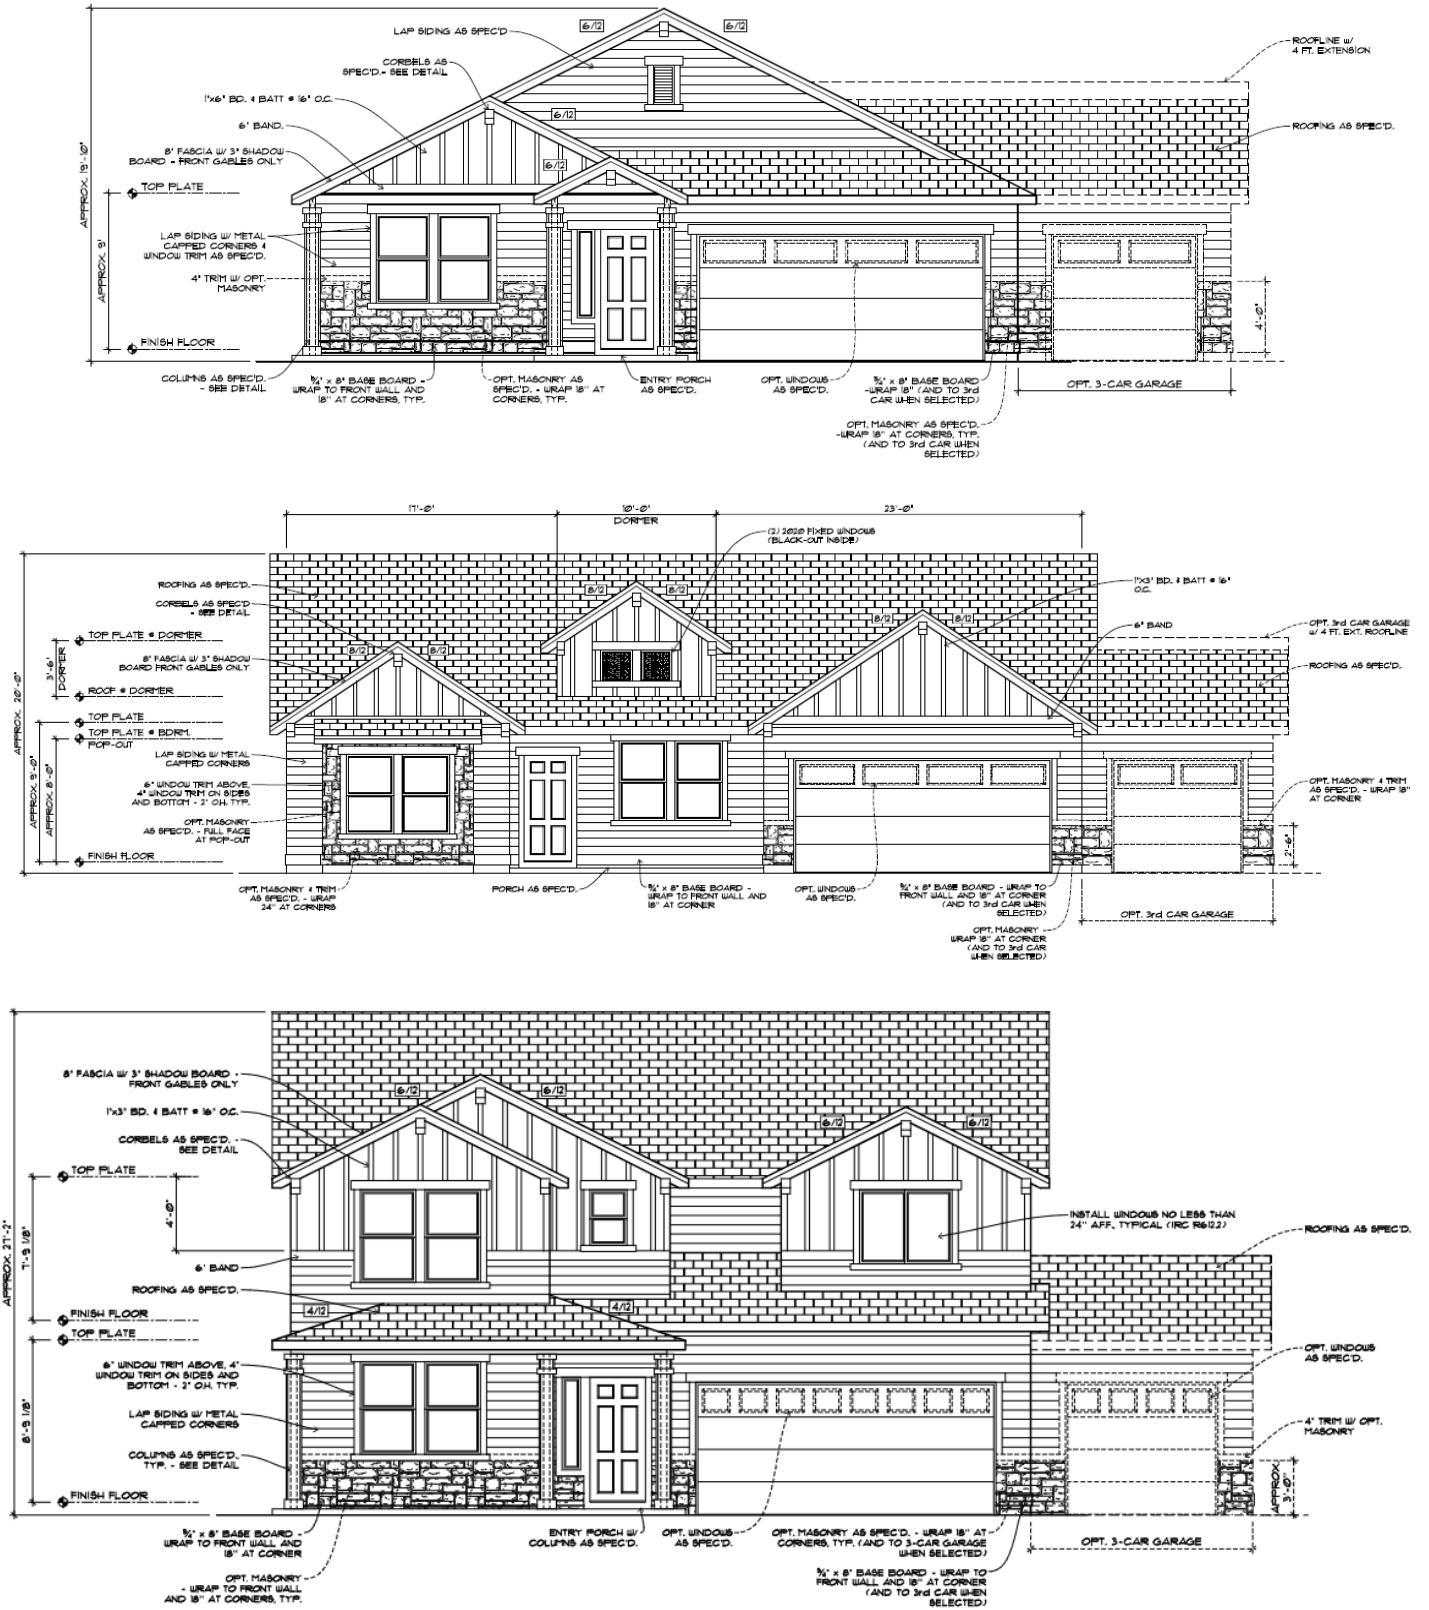 6/12
6/12
LAP SIDING AS SPEC'D
CORBELS AS
SPEC'D.- SEE DETAIL
1"x6" BD. & BATT @ 16" O.C.
6" BAND.
8" FASCIA W/ 3" SHADOW
BOARD - FRONT GABLES ONLY
TOP PLATE
6/12
6/12
ROOFLINE W/
4 FT. EXTENSION
ROOFING AS SPEC'D.
APPROX. 19'-10"
APPROX. 9'
LAP SIDING W/ METAL
CAPPED CORNERS &
WINDOW TRIM AS SPEC'D.
4" TRIM W/ OPT.
MASONRY
FINISH FLOOR
4'-0"
COLUMNS AS SPEC'D.
- SEE DETAIL
3/4" x 8" BASE BOARD -
WRAP TO FRONT WALL AND
18" AT CORNERS, TYP.
OPT. MASONRY AS
SPEC'D. - WRAP 18" AT
CORNERS, TYP.
ENTRY PORCH
AS SPEC'D.
OPT. WINDOWS
AS SPEC'D.
3/4" x 8" BASE BOARD
-WRAP 18" (AND TO 3rd
CAR WHEN SELECTED)
OPT. 3-CAR GARAGE
OPT. MASONRY AS SPEC'D.
-WRAP 18" AT CORNERS, TYP.
(AND TO 3rd CAR WHEN
SELECTED)
17'-0"
10'-0"
DORMER
23'-0"
(2) 2020 FIXED WINDOWS
(BLACK-OUT INSIDE)
ROOFING AS SPEC'D.
CORBELS AS SPEC'D
- SEE DETAIL
TOP PLATE @ DORMER
8" FASCIA W/ 3" SHADOW
BOARD FRONT GABLES ONLY
3'-6"
DORMER
ROOF @ DORMER
TOP PLATE
TOP PLATE @ BDRM.
POP-OUT
8/12
8/12
8/12
8/12
8/12
8/12
1"X3" BD. & BATT @ 16"
O.C.
6" BAND
OPT. 3rd CAR GARAGE
W/ 4 FT. EXT. ROOFLINE
ROOFING AS SPEC'D.
APPROX. 20'-0"
APPROX. 9'-0"
APPROX. 8'-0"
LAP SIDING W/ METAL
CAPPED CORNERS
6" WINDOW TRIM ABOVE,
4" WINDOW TRIM ON SIDES
AND BOTTOM - 2" O.H. TYP.
OPT. MASONRY
AS SPEC'D. - FULL FACE
AT POP-OUT
FINISH FLOOR
OPT. MASONRY & TRIM
AS SPEC'D. - WRAP 18"
AT CORNER
2'-6"
OPT. MASONRY & TRIM
AS SPEC'D. - WRAP
24" AT CORNERS
PORCH AS SPEC'D.
3/4" x 8" BASE BOARD -
WRAP TO FRONT WALL AND
18" AT CORNER
OPT. WINDOWS
AS SPEC'D.
3/4" x 8" BASE BOARD - WRAP TO
FRONT WALL AND 18" AT CORNER
(AND TO 3rd CAR WHEN
SELECTED)
OPT. 3rd CAR GARAGE
OPT. MASONRY
WRAP 18" AT CORNER
(AND TO 3rd CAR
WHEN SELECTED)
8" FASCIA W/ 3" SHADOW BOARD -
FRONT GABLES ONLY
1"x3" BD. & BATT @ 16" O.C.
CORBELS AS SPEC'D. -
SEE DETAIL
TOP PLATE
6/12
6/12
6/12
6/12
4'-0"
APPROX. 27'-2"
7'-9 1/8"
6" BAND
ROOFING AS SPEC'D.
FINISH FLOOR
TOP PLATE
4/12
4/12
INSTALL WINDOWS NO LESS THAN
24" A.F.F., TYPICAL (IRC R612.2)
ROOFING AS SPEC'D.
6" WINDOW TRIM ABOVE, 4"
WINDOW TRIM ON SIDES AND
BOTTOM - 2" O.H. TYP.
LAP SIDING W/ METAL
CAPPED CORNERS
8'-9 1/8"
COLUMNS AS SPEC'D.
TYP. - SEE DETAIL
FINISH FLOOR
OPT. WINDOWS
AS SPEC'D.
4" TRIM W/ OPT.
MASONRY
APPROX.
3'-0"
3/4" x 8" BASE BOARD -
WRAP TO FRONT WALL AND
18" AT CORNER
OPT. MASONRY
- WRAP TO FRONT WALL
AND 18" AT CORNERS, TYP.
ENTRY PORCH W/
COLUMNS AS SPEC'D.
OPT. WINDOWS
AS SPEC'D.
OPT. MASONRY AS SPEC'D. - WRAP 18" AT
CORNERS, TYP. (AND TO 3-CAR GARAGE
WHEN SELECTED)
3/4" x 8" BASE BOARD - WRAP TO
FRONT WALL AND 18" AT CORNER
(AND TO 3rd CAR WHEN
SELECTED)
OPT. 3-CAR GARAGE